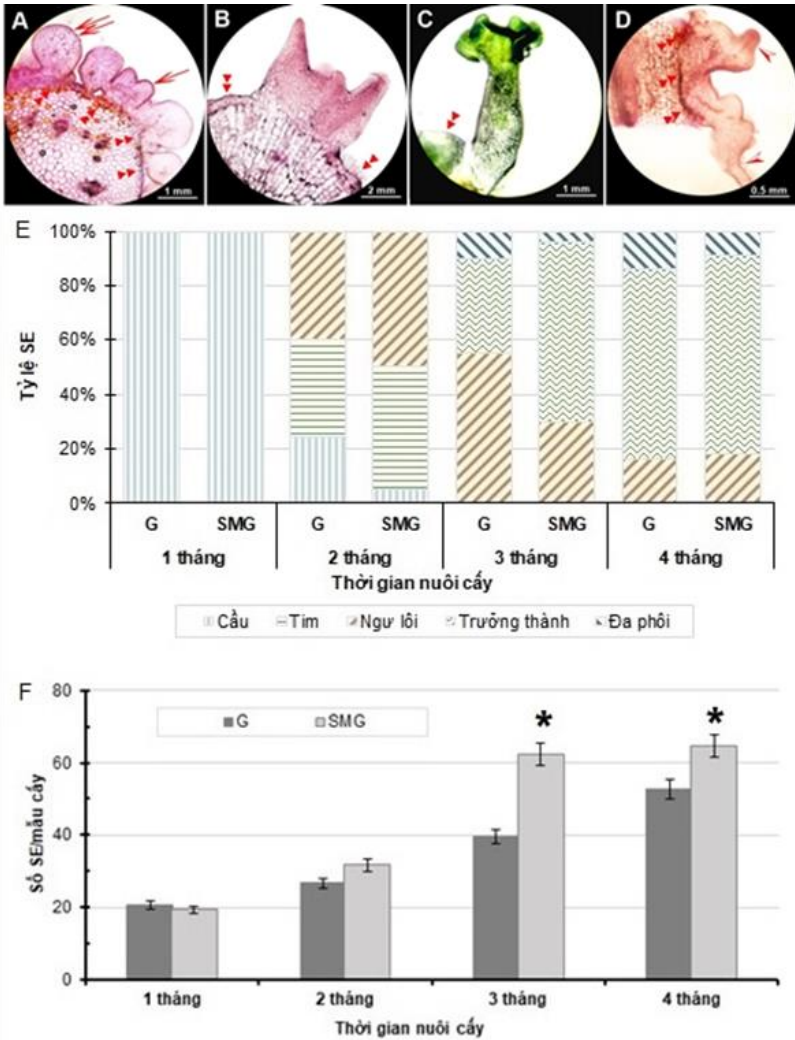 A
B
C
D
1 mm
2 mm
1 mm
0.5 mm
E
100%
80%
60%
40%
20%
0%
Tỷ lệ SE
G SMG G SMG G SMG G SMG
1 tháng 2 tháng 3 tháng 4 tháng
Thời gian nuôi cấy
Cầu Tim Ngư lôi Trưởng thành Đa phôi
F
80
60
40
20
0
Số SE/mẫu cấy
G SMG
*
*
1 tháng 2 tháng 3 tháng 4 tháng
Thời gian nuôi cấy